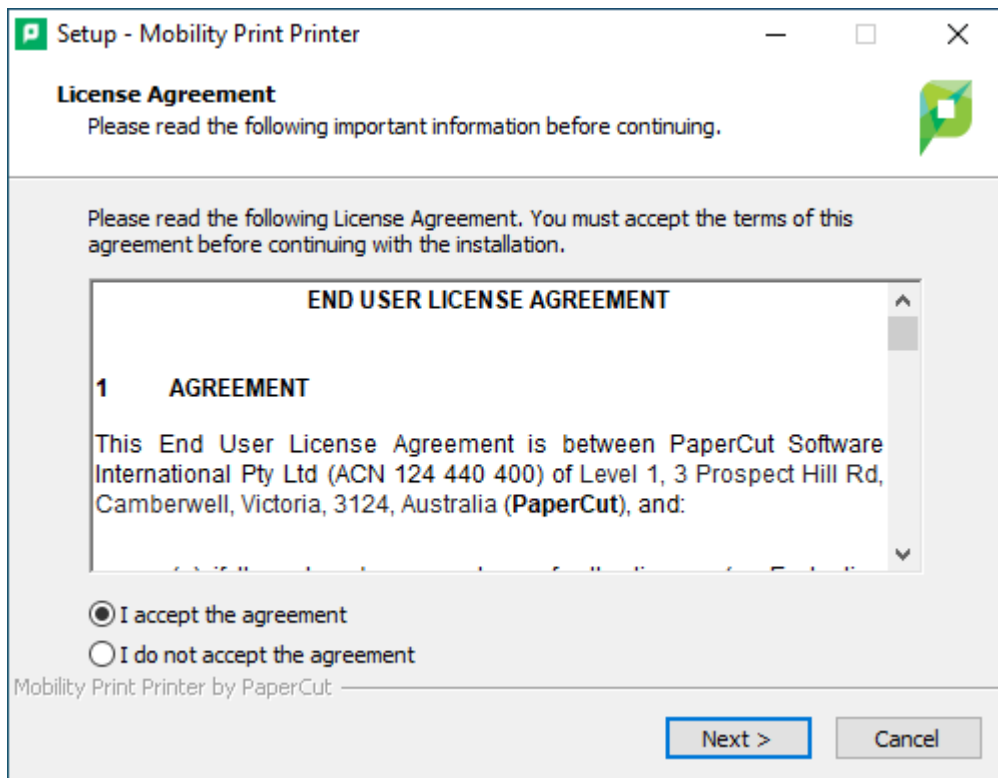 Setup - Mobility Print Printer
License Agreement
Please read the following important information before continuing.
Please read the following License Agreement. You must accept the terms of this
agreement before continuing with the installation.
END USER LICENSE AGREEMENT
1 AGREEMENT
This End User License Agreement is between PaperCut Software
International Pty Ltd (ACN 124 440 400) of Level 1, 3 Prospect Hill Rd,
Camberwell, Victoria, 3124, Australia (PaperCut), and:
I accept the agreement
I do not accept the agreement
Mobility Print Printer by PaperCut
Next >
Cancel